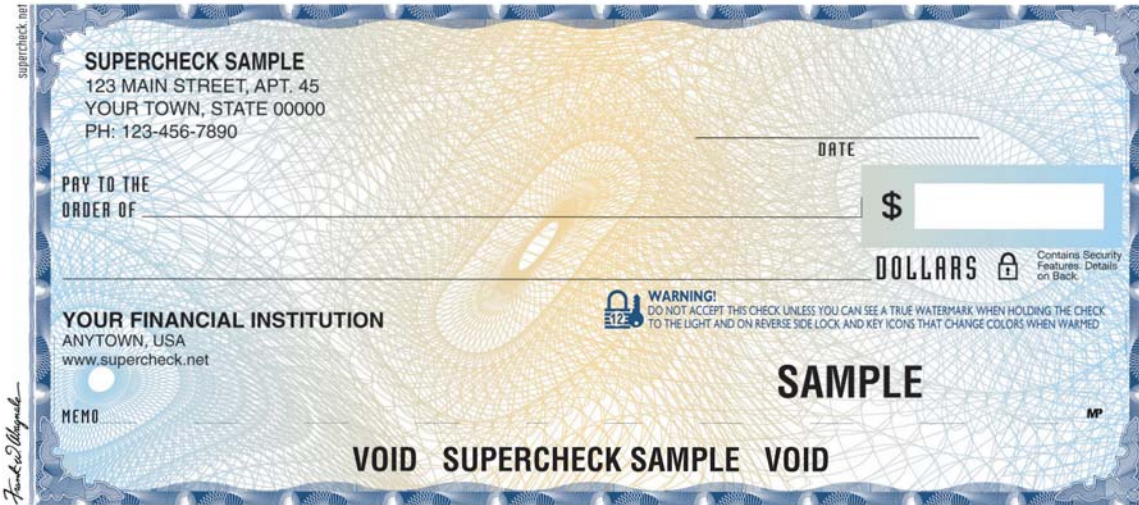 supercheck.net
SUPERCHECK SAMPLE
123 MAIN STREET, APT. 45
YOUR TOWN, STATE 00000
PH: 123-456-7890
DATE
PAY TO THE
ORDER OF
$
DOLLARS
Contains Security
Features. Details
on Back.
WARNING!
DO NOT ACCEPT THIS CHECK UNLESS YOU CAN SEE A TRUE WATERMARK WHEN HOLDING THE CHECK
TO THE LIGHT AND ON REVERSE SIDE LOCK AND KEY ICONS THAT CHANGE COLORS WHEN WARMED
123
YOUR FINANCIAL INSTITUTION
ANYTOWN, USA
www.supercheck.net
SAMPLE
MEMO
MP
VOID SUPERCHECK SAMPLE VOID
Frank W.